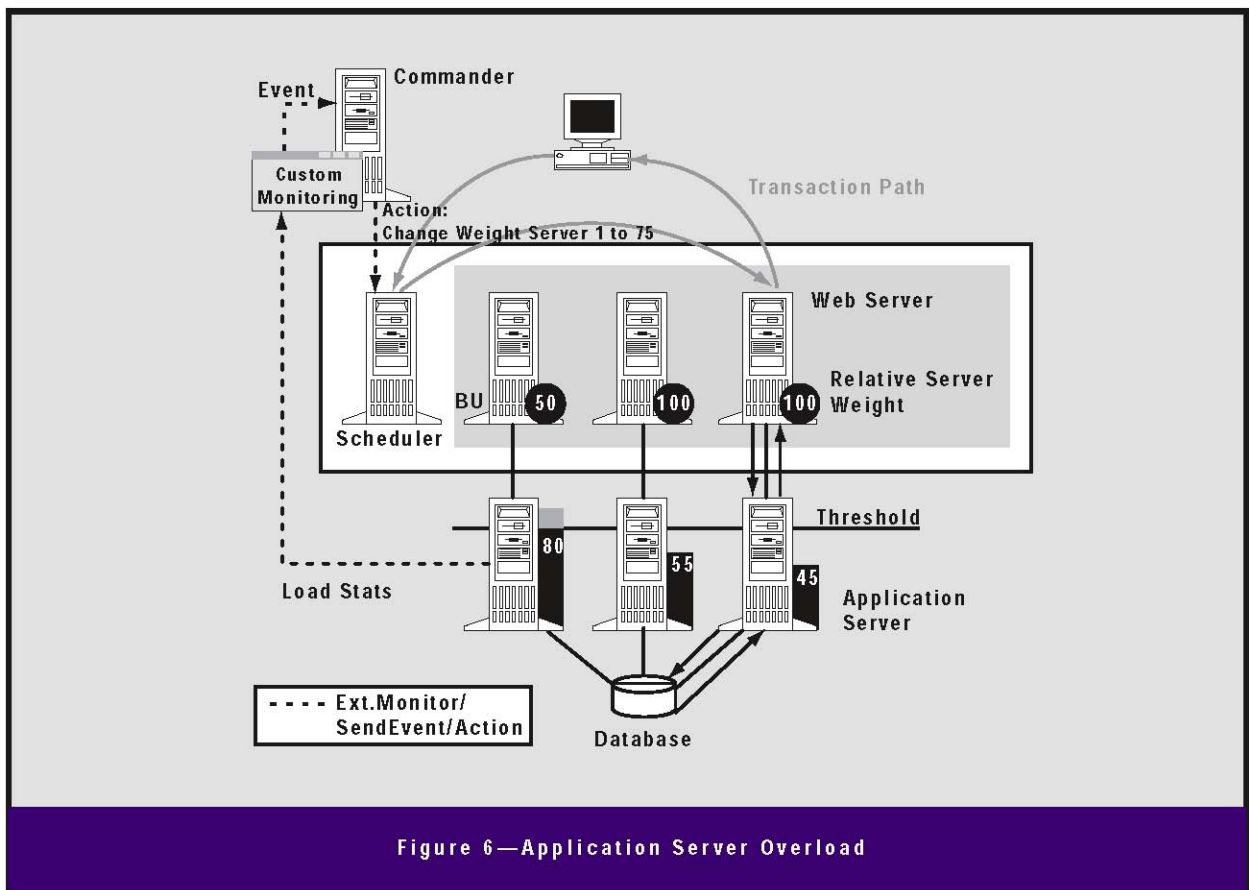 Commander
Event
Custom
Monitoring
Transaction Path
Action:
Change Weight Server 1 to 75
Web Server
Relative Server
Weight
BU
50
100
100
Scheduler
Threshold
80
55
45
Load Stats
Application
Server
---- Ext.Monitor/
SendEvent/Action
Database
Figure 6—Application Server Overload